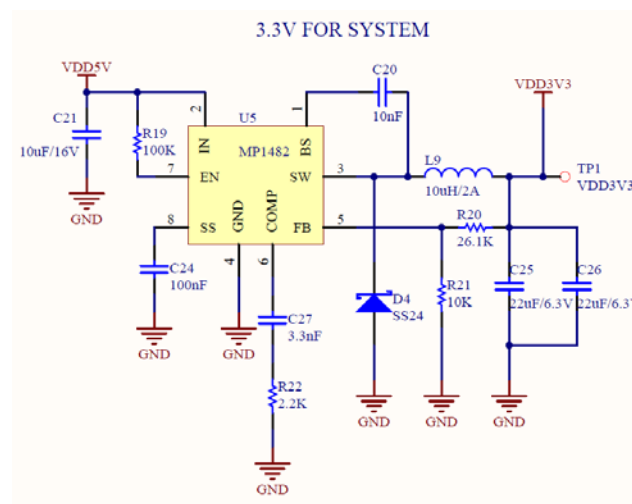 3.3V FOR SYSTEM
VDD5V
C20
VDD3V3
C21
2
U5
1
10nF
R19
IN
BS
L9
TP1
10uF/16V
100K
MP1482
7
EN
SW
3
10uH/2A
VDD3V3
GND
GND
COMP
R20
8
SS
FB
5
26.1K
C24
4
6
C25
C26
100nF
D4
R21
22uF/6.3V
22uF/6.3V
C27
SS24
10K
3.3nF
GND
GND
R22
GND
GND
GND
2.2K
GND